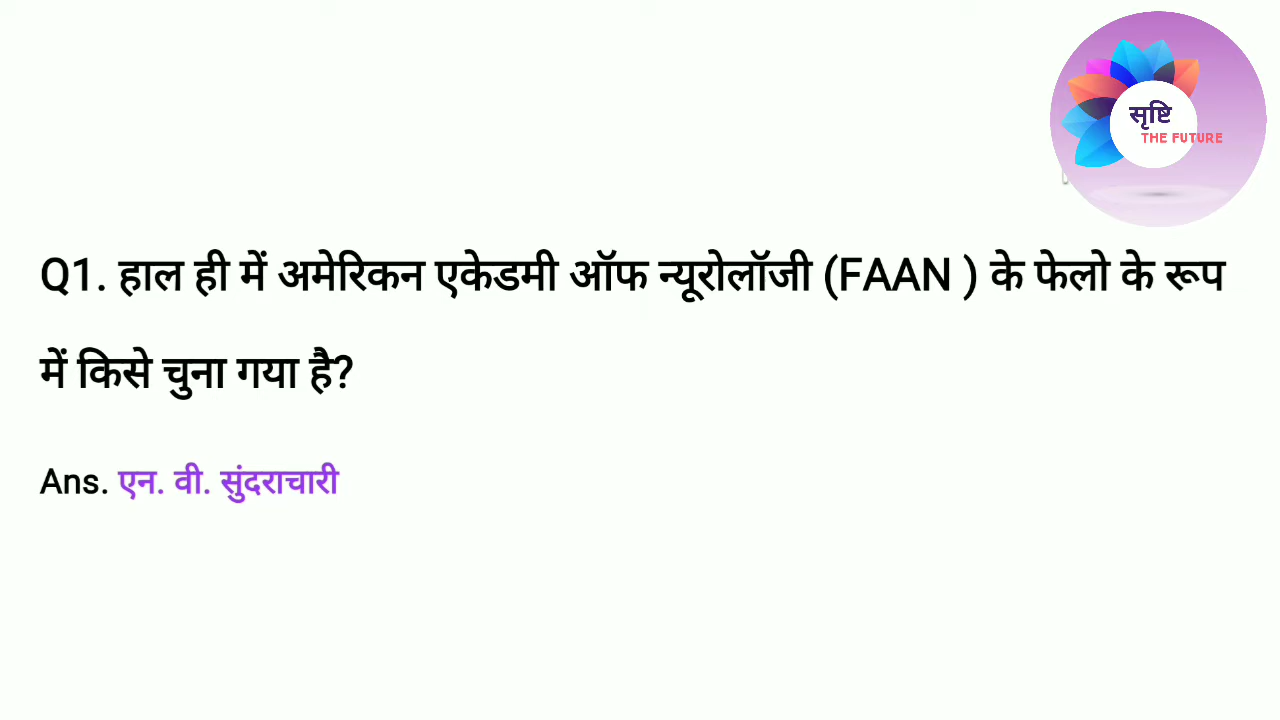 सृष्टि
THE FUTURE
Q1. हाल ही में अमेरिकन एकेडमी ऑफ न्यूरोलॉजी (FAAN ) के फेलो के रूप
में किसे चुना गया है?
Ans. एन. वी. सुंदराचारी